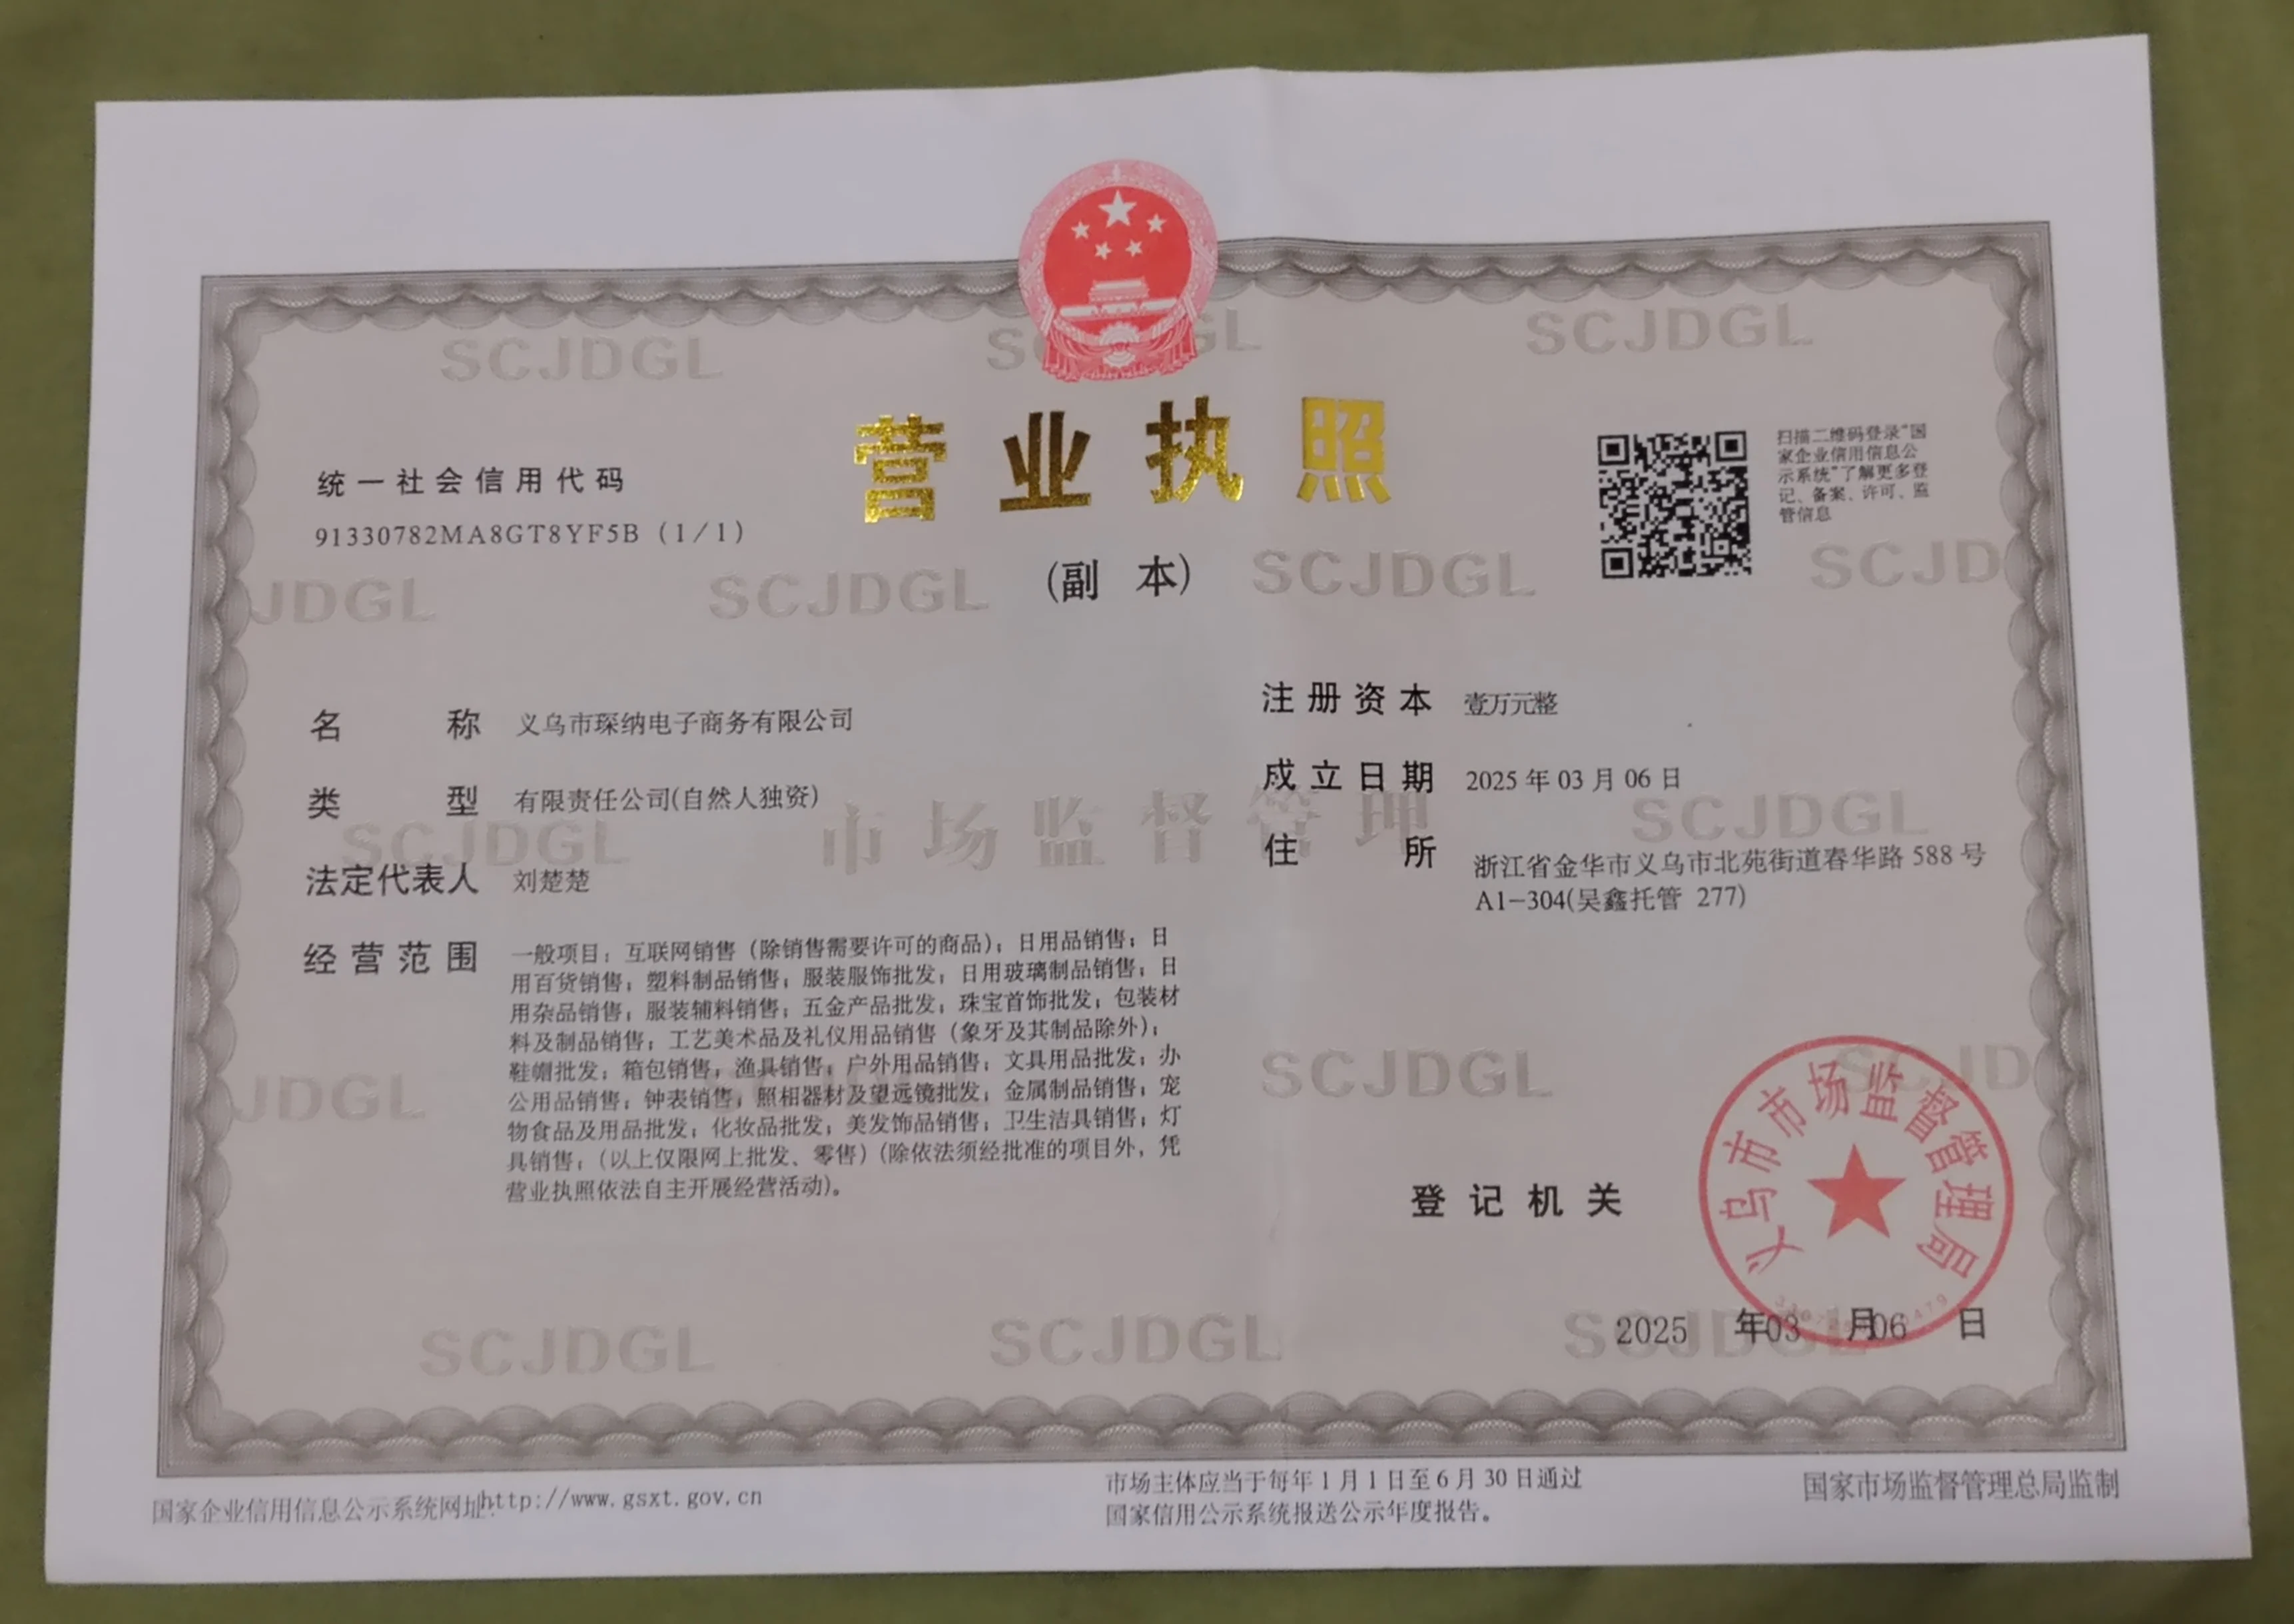 营业执照
(副 本)
统一社会信用代码
91330782MA8GT8YF5B (1/1)
扫描二维码登录“国
家企业信用信息公
示系统”了解更多登
记、备案、许可、监
管信息
名 称 义乌市琛纳电子商务有限公司
类 型 有限责任公司(自然人独资)
法定代表人 刘楚楚
经营范围 一般项目：互联网销售（除销售需要许可的商品)；日用品销售；日
用百货销售；塑料制品销售；服装服饰批发；日用玻璃制品销售；日
用杂品销售；服装辅料销售；五金产品批发；珠宝首饰批发；包装材
料及制品销售；工艺美术品及礼仪用品销售（象牙及其制品除外)；
鞋帽批发；箱包销售；渔具销售；户外用品销售；文具用品批发；办
公用品销售；钟表销售；照相器材及望远镜批发；金属制品销售；宠
物食品及用品批发；化妆品批发；美发饰品销售；卫生洁具销售；灯
具销售；（以上仅限网上批发、零售）(除依法须经批准的项目外，凭
营业执照依法自主开展经营活动)。
注册资本 壹万元整
成立日期 2025年03月06日
住 所 浙江省金华市义乌市北苑街道春华路588号
A1-304(昊鑫托管 277)
登记机关
义乌市市场监督管理局
2025 年03 月06 日
市场监督管理
SCJDGL
SCJDGL
SCJDGL
SCJDGL
SCJDGL
SCJDGL
SCJDGL
SCJDGL
SCJDGL
SCJDGL
国家企业信用信息公示系统网址：http://www.gsxt.gov.cn
市场主体应当于每年1月1日至6月30日通过
国家信用公示系统报送公示年度报告。
国家市场监督管理总局监制